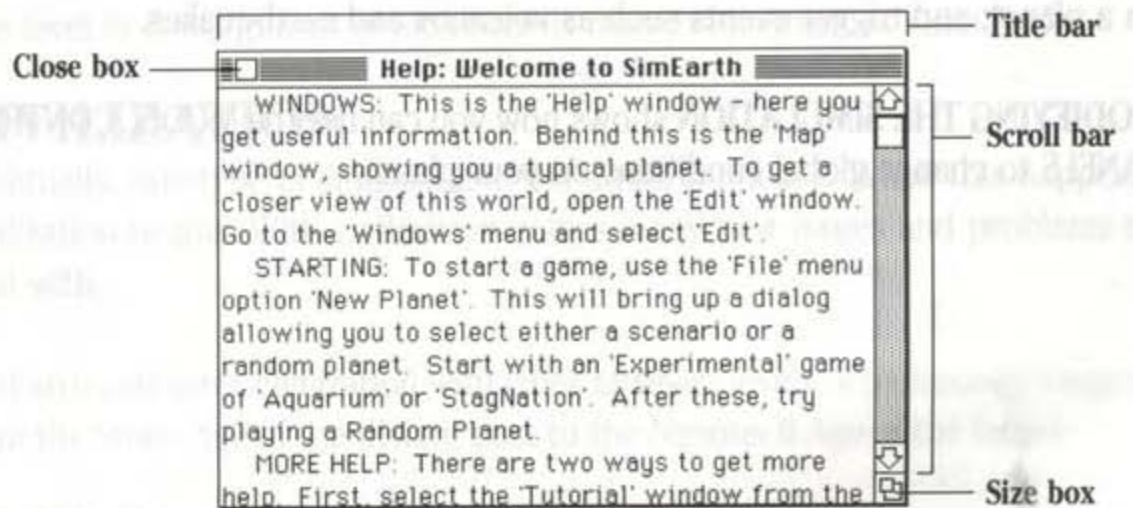 Title bar
Close box
Help: Welcome to SimEarth
WINDOWS: This is the 'Help' window - here you
get useful information. Behind this is the 'Map'
window, showing you a typical planet. To get a
closer view of this world, open the 'Edit' window.
Go to the 'Windows' menu and select 'Edit'.
Scroll bar
STARTING: To start a game, use the 'File' menu
option 'New Planet'. This will bring up a dialog
allowing you to select either a scenario or a
random planet. Start with an 'Experimental' game
of 'Aquarium' or 'StagNation'. After these, try
playing a Random Planet.
MORE HELP: There are two ways to get more
help. First, select the 'Tutorial' window from the
Size box